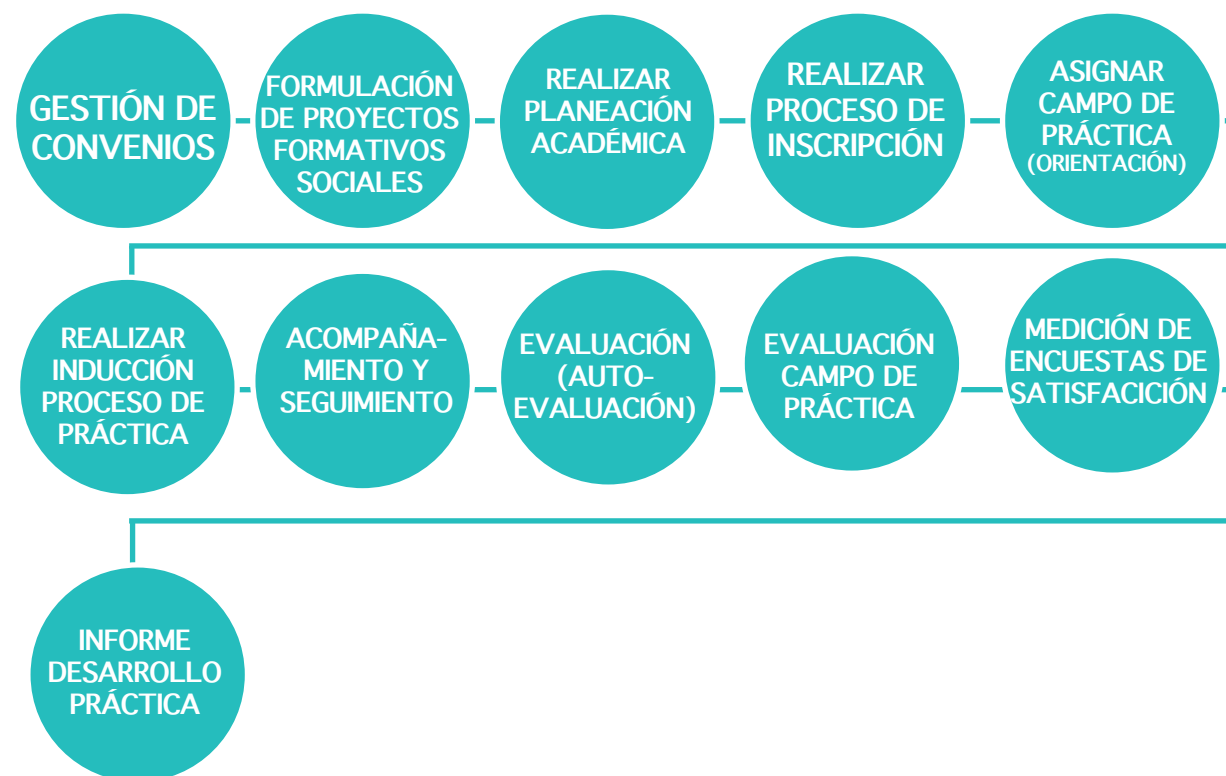 GESTIÓN DE
CONVENIOS
FORMULACIÓN
DE PROYECTOS
FORMATIVOS
SOCIALES
REALIZAR
PLANEACIÓN
ACADÉMICA
REALIZAR
PROCESO DE
INSCRIPCIÓN
ASIGNAR
CAMPO DE
PRÁCTICA
(ORIENTACIÓN)
REALIZAR
INDUCCIÓN
PROCESO DE
PRÁCTICA
ACOMPAÑA-
MIENTO Y
SEGUIMIENTO
EVALUACIÓN
(AUTO-
EVALUACIÓN)
EVALUACIÓN
CAMPO DE
PRÁCTICA
MEDICIÓN DE
ENCUESTAS DE
SATISFACICIÓN
INFORME
DESARROLLO
PRÁCTICA